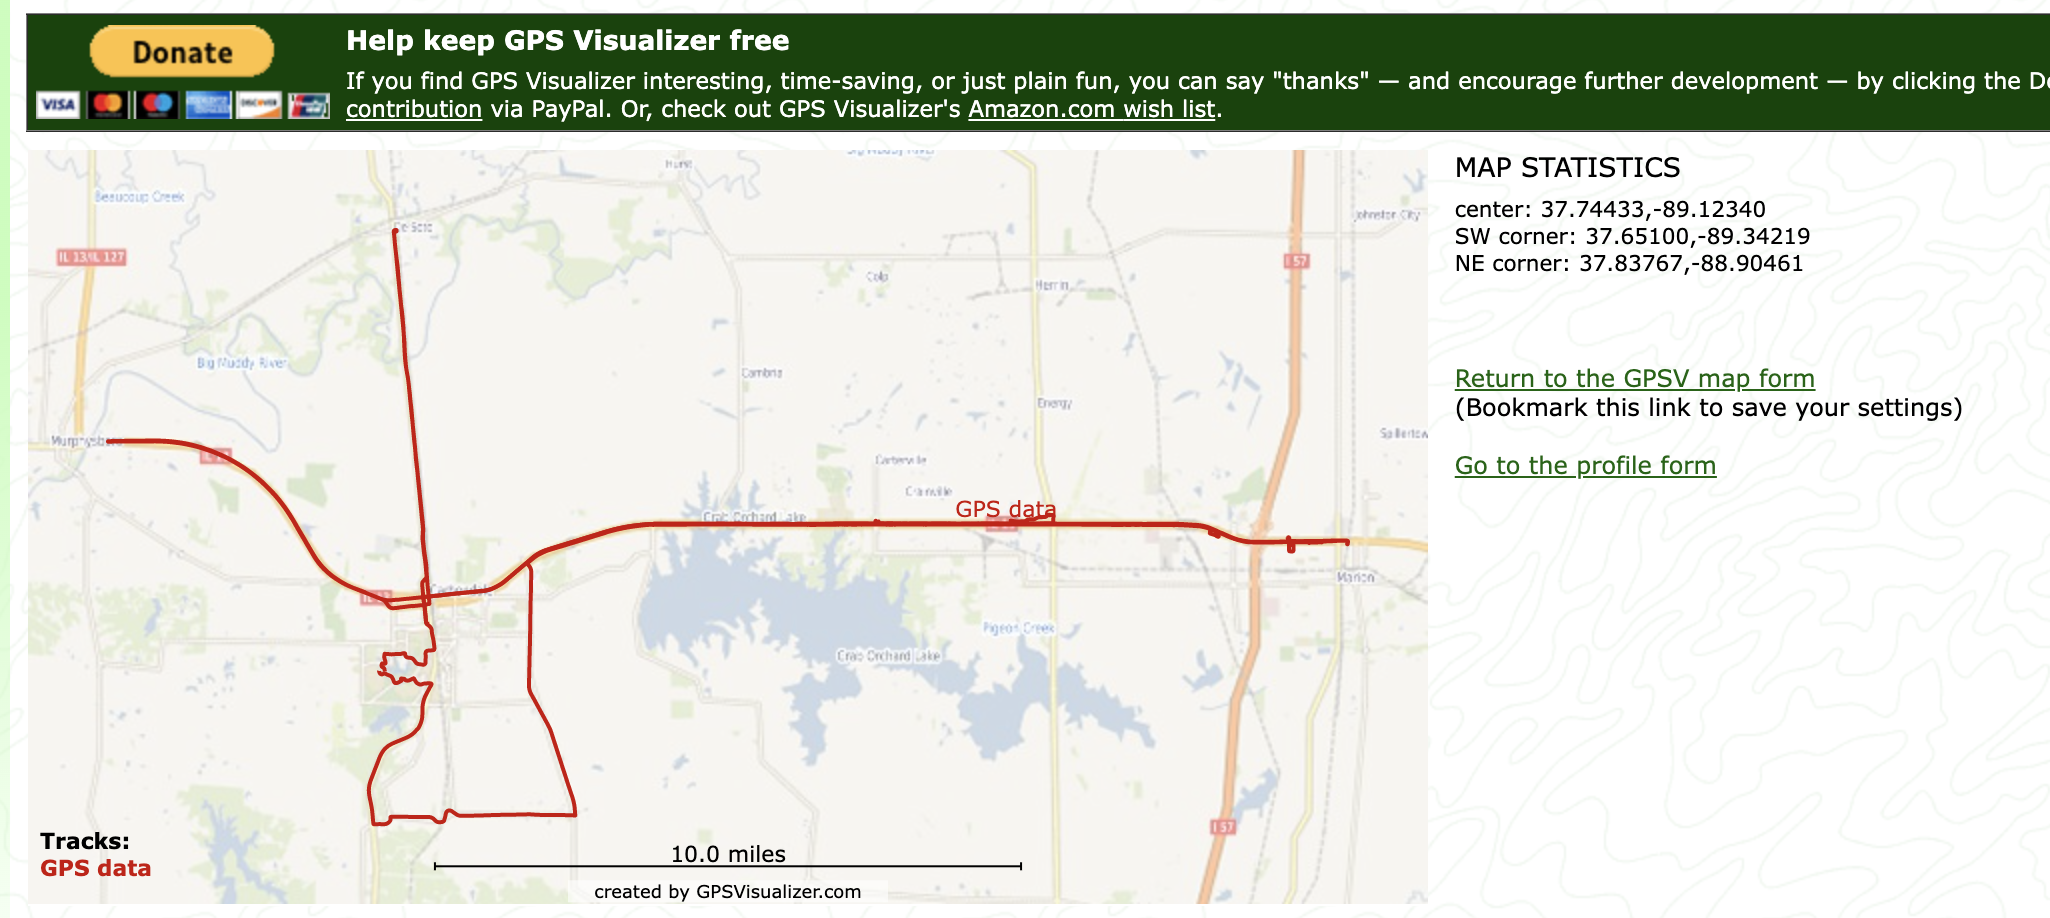 Donate
VISA
DISCOVER
Help keep GPS Visualizer free
If you find GPS Visualizer interesting, time-saving, or just plain fun, you can say "thanks" — and encourage further development — by clicking the
contribution via PayPal. Or, check out GPS Visualizer's Amazon.com wish list.
Hurst
Big Muddy River
Beaucoup Creek
Johnston City
De Soto
IL 13/IL 127
I 57
Colp
Herrin
Big Muddy River
Cambria
Energy
Murphysboro
Carterville
Crainville
GPS data
Crab Orchard Lake
Marion
Carbondale
Pigeon Creek
Crab Orchard Lake
I 57
Tracks:
GPS data
10.0 miles
created by GPSVisualizer.com
MAP STATISTICS
center: 37.74433,-89.12340
SW corner: 37.65100,-89.34219
NE corner: 37.83767,-88.90461
Return to the GPSV map form
(Bookmark this link to save your settings)
Go to the profile form